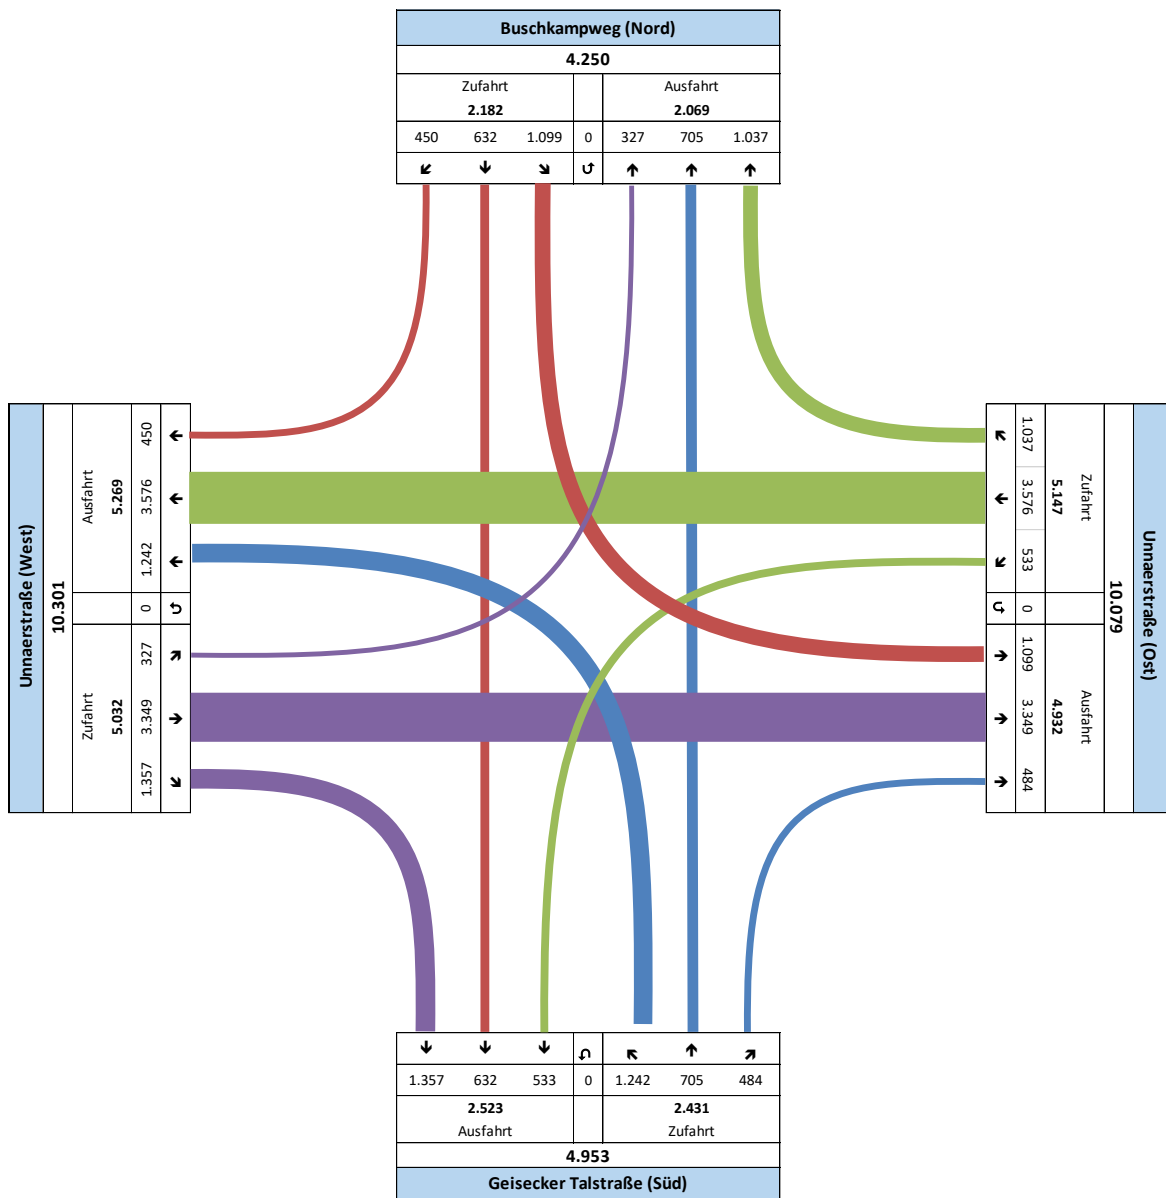 Buschkampweg (Nord)
4.250
Zufahrt Ausfahrt
2.182 2.069
450 632 1.099 0 327 705 1.037
Unnaerstraße (West)
10.301
Ausfahrt
5.269
450
3.576
1.242
0
Zufahrt
5.032
327
3.349
1.357
1.037
3.576
533
Zufahrt
5.147
0
1.099
3.349
484
Ausfahrt
4.932
10.079
Unnaerstraße (Ost)
1.357 632 533 0 1.242 705 484
2.523 2.431
Ausfahrt Zufahrt
4.953
Geisecker Talstraße (Süd)